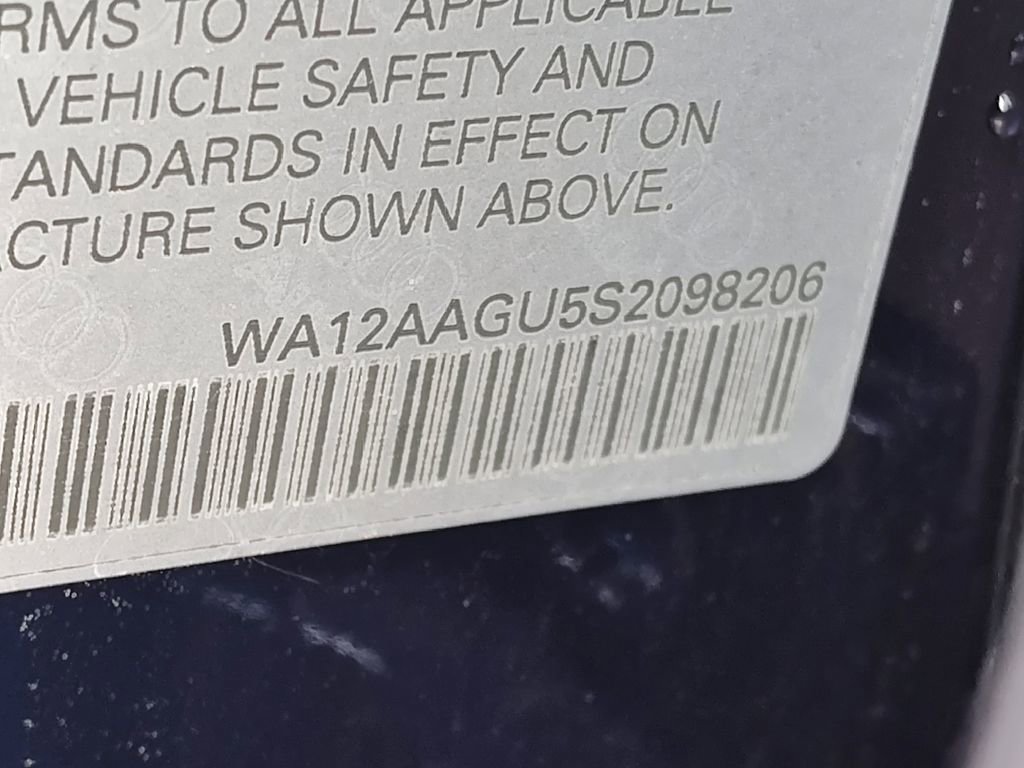 RMS TO ALL APPLICABLE
VEHICLE SAFETY AND
TANDARDS IN EFFECT ON
CTURE SHOWN ABOVE.
WA12AAGU5S2098206